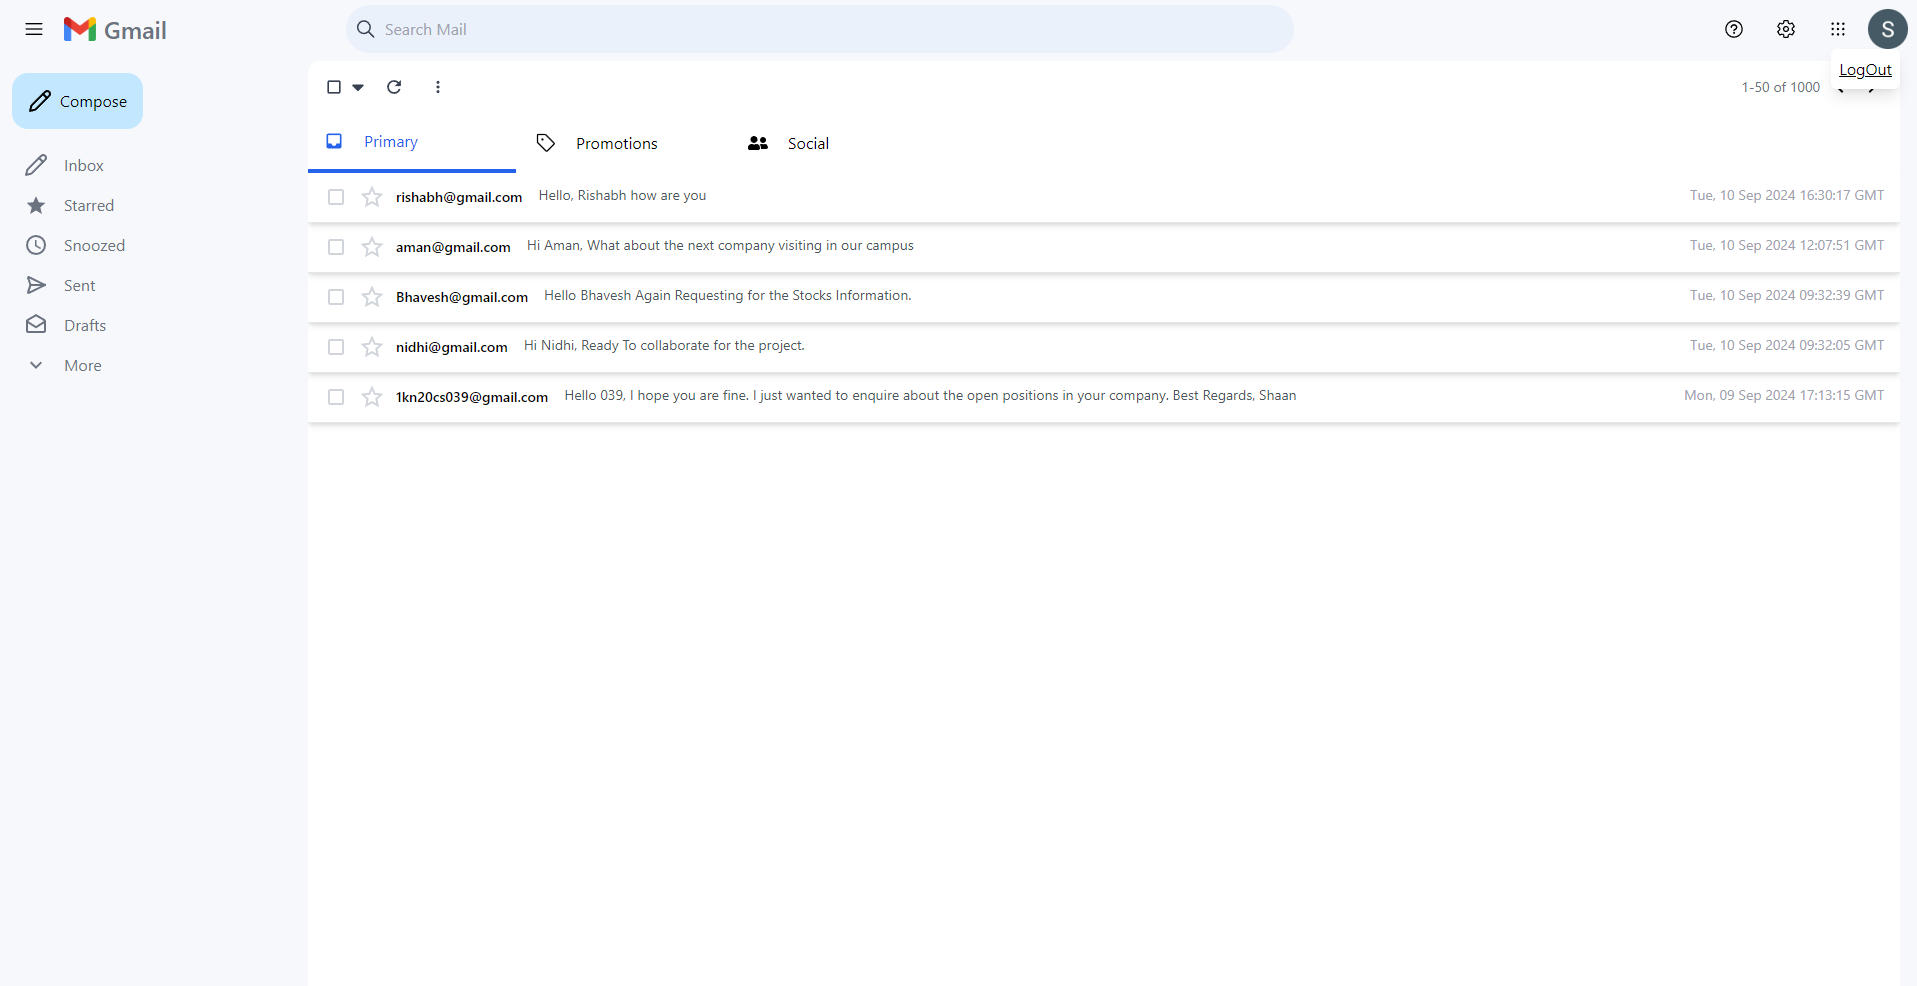 Gmail
Search Mail
S
LogOut
Compose
1-50 of 1000
Primary
Promotions
Social
Inbox
Starred
Snoozed
Sent
Drafts
More
rishabh@gmail.com Hello, Rishabh how are you Tue, 10 Sep 2024 16:30:17 GMT
aman@gmail.com Hi Aman, What about the next company visiting in our campus Tue, 10 Sep 2024 12:07:51 GMT
Bhavesh@gmail.com Hello Bhavesh Again Requesting for the Stocks Information. Tue, 10 Sep 2024 09:32:39 GMT
nidhi@gmail.com Hi Nidhi, Ready To collaborate for the project. Tue, 10 Sep 2024 09:32:05 GMT
1kn20cs039@gmail.com Hello 039, I hope you are fine. I just wanted to enquire about the open positions in your company. Best Regards, Shaan Mon, 09 Sep 2024 17:13:15 GMT